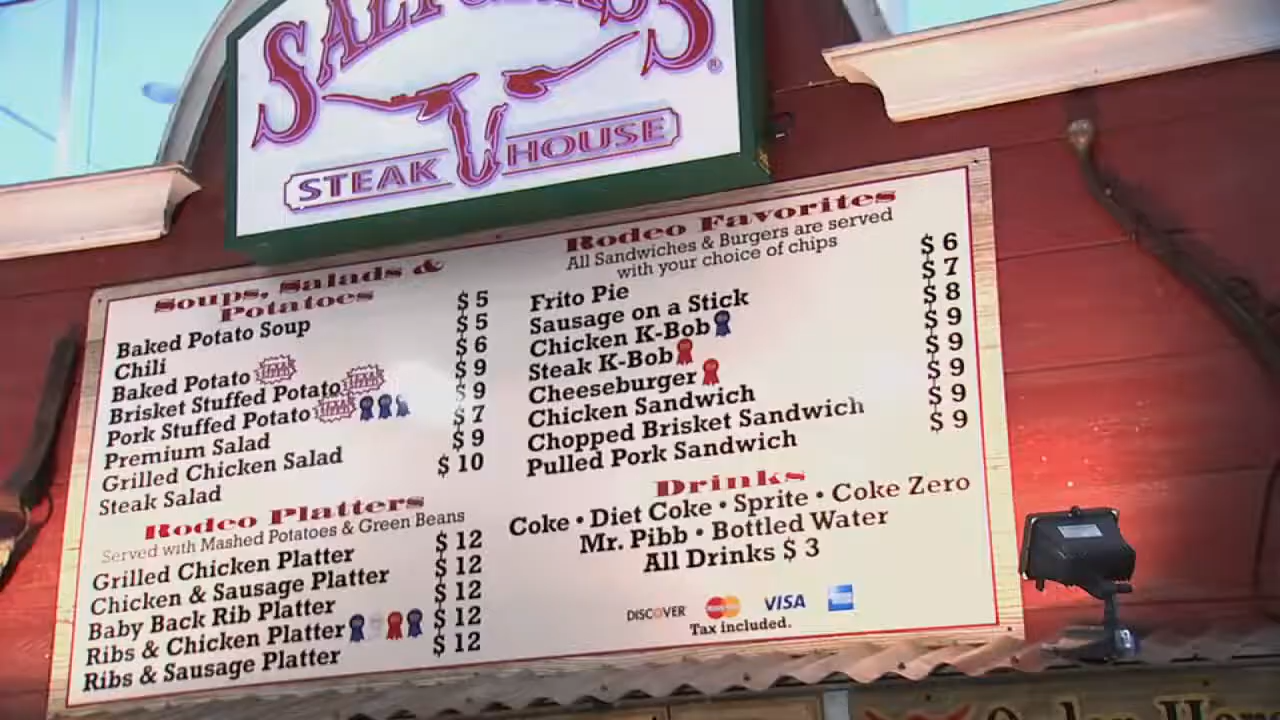 STEAK HOUSE
Soups, Salads &
Potatoes
Baked Potato Soup $ 5
Chili $ 5
Baked Potato $ 6
Brisket Stuffed Potato $ 9
Pork Stuffed Potato $ 9
Premium Salad $ 7
Grilled Chicken Salad $ 9
Steak Salad $ 10
Rodeo Platters
Served with Mashed Potatoes & Green Beans
Grilled Chicken Platter $ 12
Chicken & Sausage Platter $ 12
Baby Back Rib Platter $ 12
Ribs & Chicken Platter $ 12
Ribs & Sausage Platter $ 12
Rodeo Favorites
All Sandwiches & Burgers are served
with your choice of chips
Frito Pie $ 6
Sausage on a Stick $ 7
Chicken K-Bob $ 8
Steak K-Bob $ 9
Cheeseburger $ 9
Chicken Sandwich $ 9
Chopped Brisket Sandwich $ 9
Pulled Pork Sandwich $ 9
Drinks
Coke • Diet Coke • Sprite • Coke Zero
Mr. Pibb • Bottled Water
All Drinks $ 3
DISCOVER VISA
Tax included.